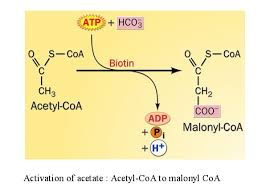 ATP + HCO3-
O S—CoA
C
CH3
Acetyl-CoA
Biotin
ADP
+ Pi
+ H+
O S—CoA
C
CH2
COO-
Malonyl-CoA
Activation of acetate : Acetyl-CoA to malonyl CoA